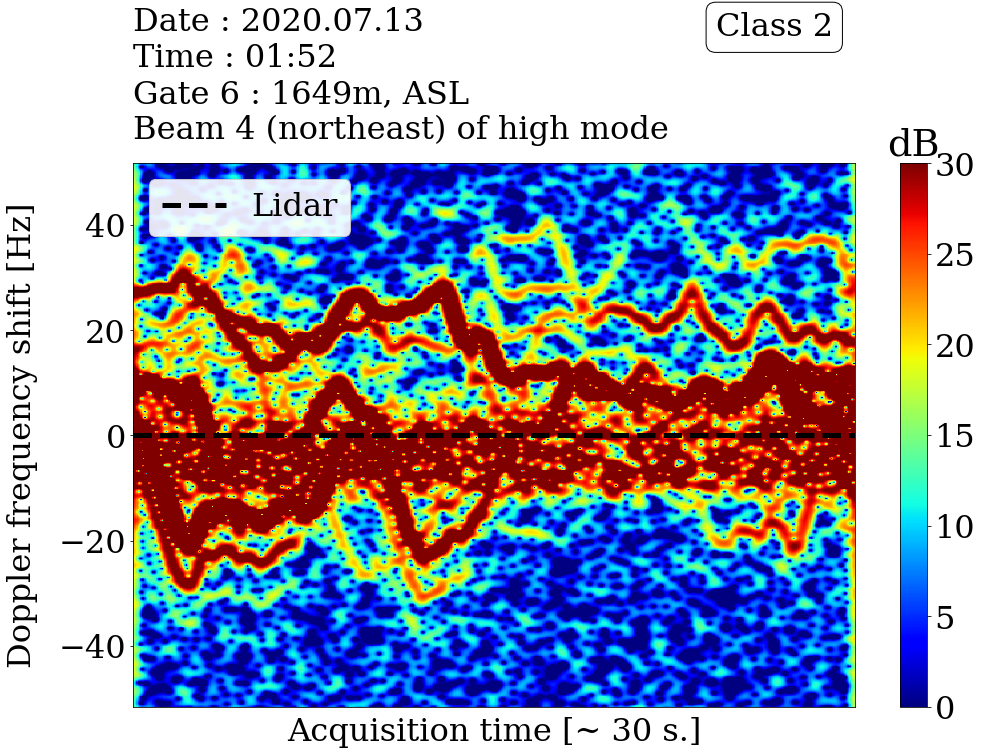 Date : 2020.07.13
Time : 01:52
Gate 6 : 1649m, ASL
Beam 4 (northeast) of high mode
Class 2
dB
Lidar
Doppler frequency shift [Hz]
40
20
0
−20
−40
30
25
20
15
10
5
0
Acquisition time [~ 30 s.]